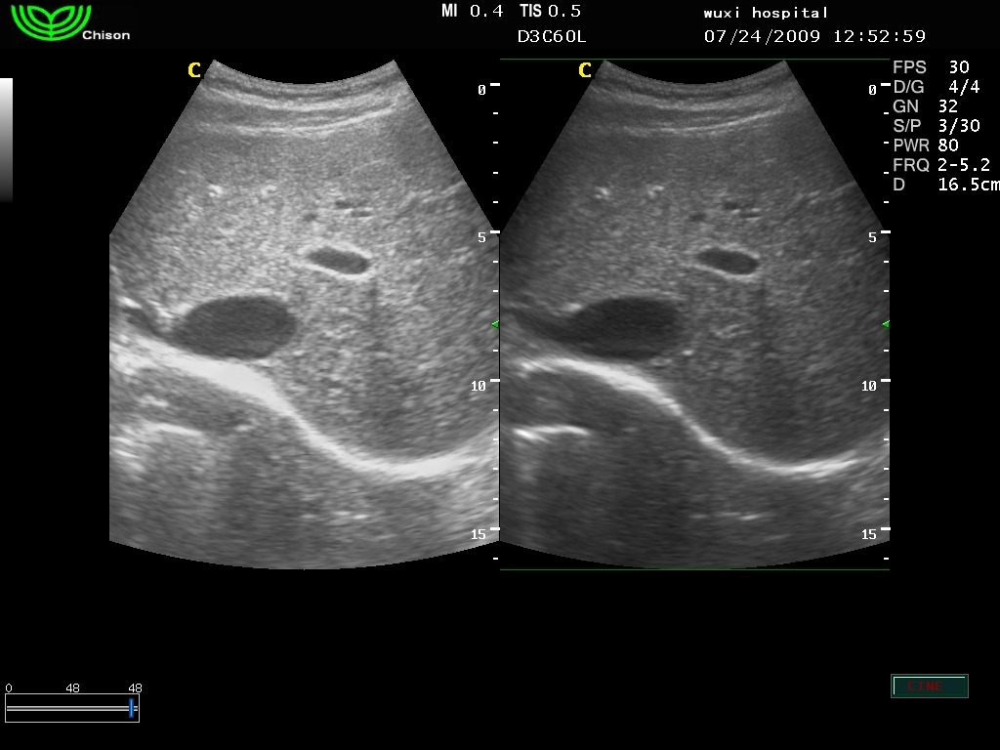 Chison
MI 0.4 TIS 0.5
D3C60L
wuxi hospital
07/24/2009 12:52:59
C
0
5
10
15
C
0
5
10
15
FPS 30
D/G 4/4
GN 32
S/P 3/30
PWR 80
FRQ 2-5.2
D 16.5cm
0 48 48
CINE